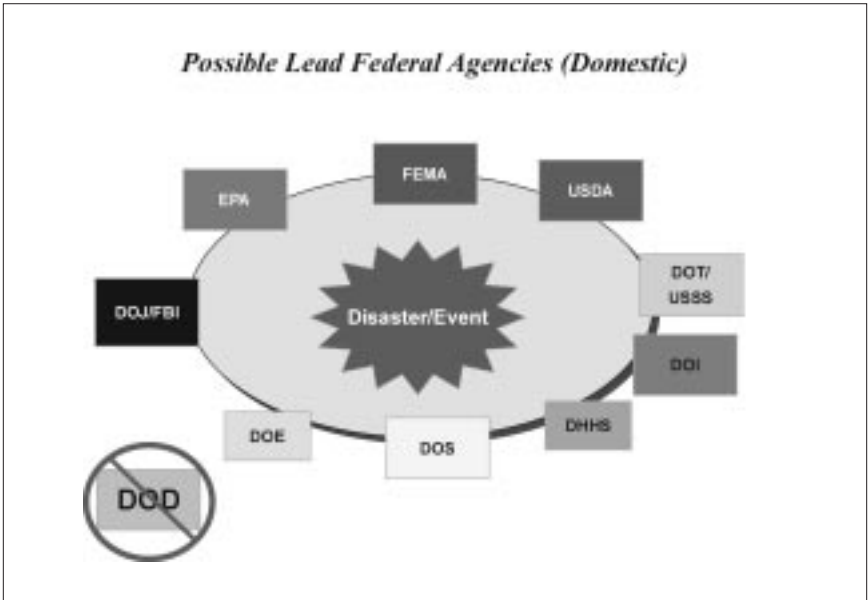 Possible Lead Federal Agencies (Domestic)
FEMA
EPA
USDA
DOT/
USSS
DOJ/FBI
Disaster/Event
DOI
DHHS
DOE
DOS
DOD